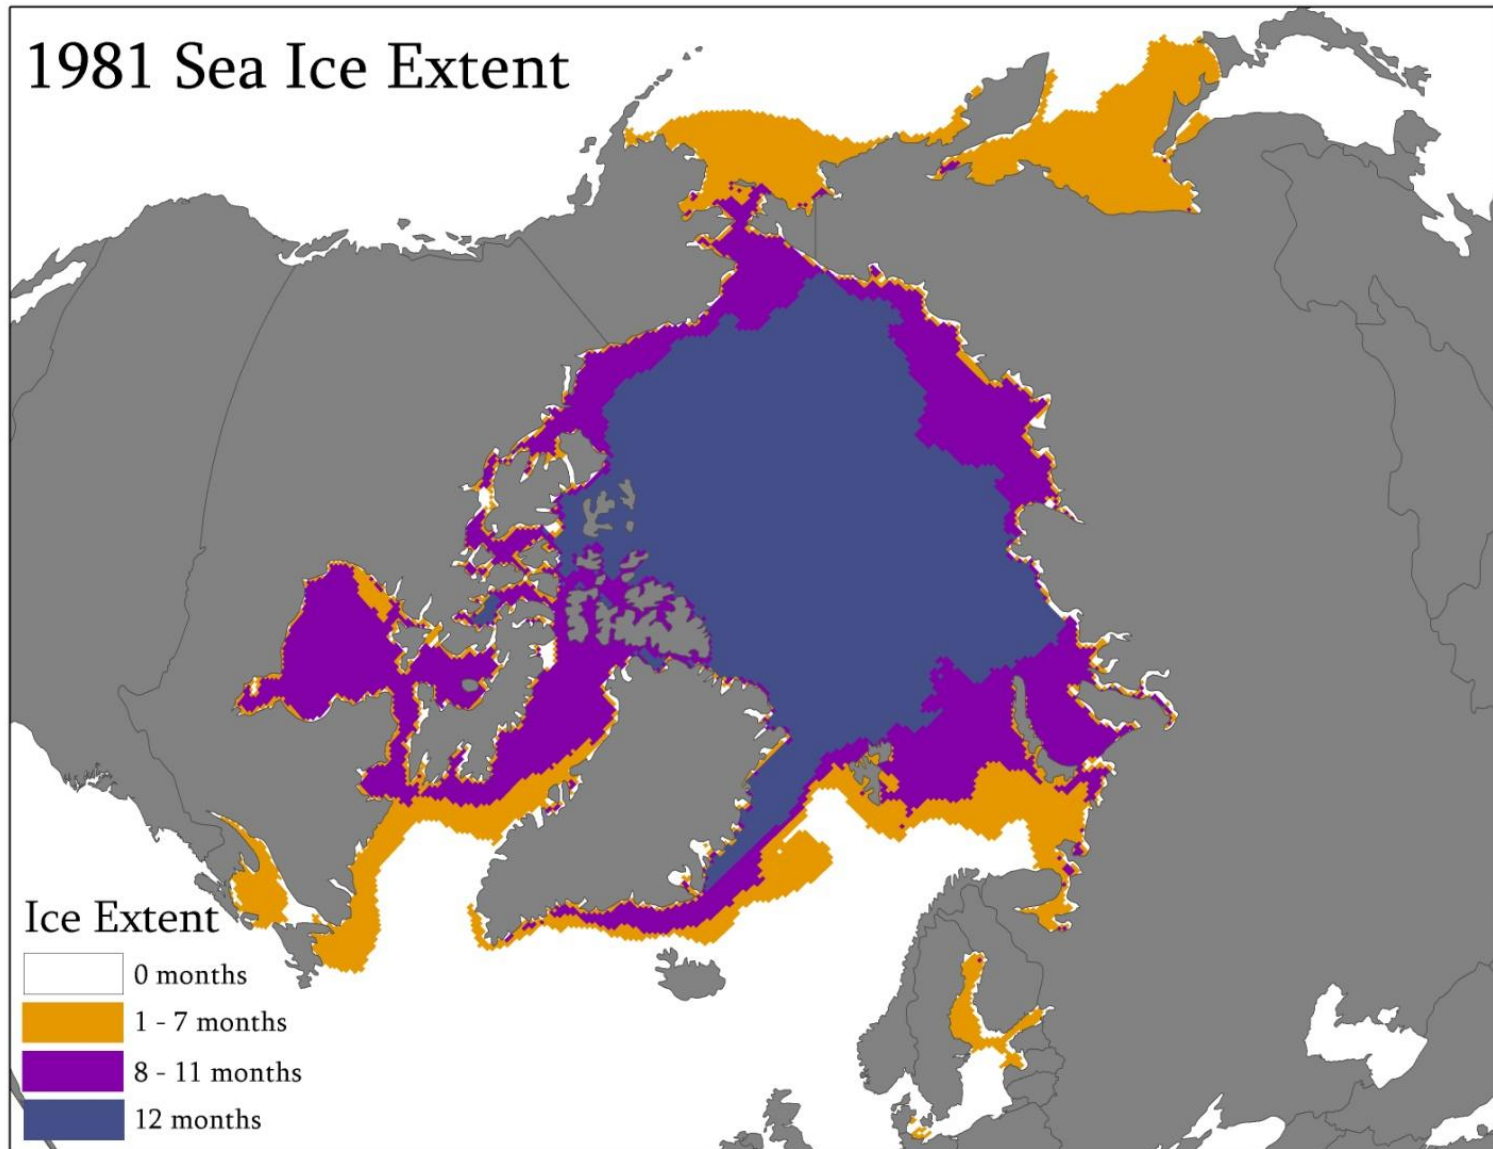 1981 Sea Ice Extent
Ice Extent
0 months
1 - 7 months
8 - 11 months
12 months